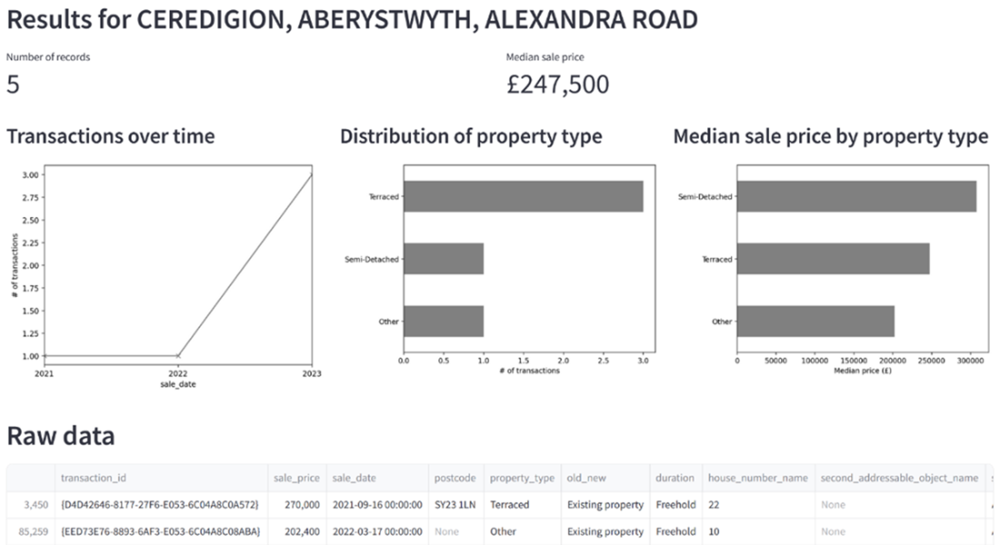 Results for CEREDIGION, ABERYSTWYTH, ALEXANDRA ROAD
Number of records
5
Median sale price
£247,500
Transactions over time
3.00
2.75
2.50
2.25
2.00
1.75
1.50
1.25
1.00
# of transactions
2021 2022 2023
sale_date
Distribution of property type
Terraced
Semi-Detached
Other
0.0 0.5 1.0 1.5 2.0 2.5 3.0
# of transactions
Median sale price by property type
Semi-Detached
Terraced
Other
0 50000 100000 150000 200000 250000 300000
Median price (£)
Raw data
transaction_id sale_price sale_date postcode property_type old_new duration house_number_name second_addressable_object_name
3,450 {D4D42646-8177-27F6-E053-6C04A8C0A572} 270,000 2021-09-16 00:00:00 SY23 1LN Terraced Existing property Freehold 22 None
85,259 {EED73E76-8893-6AF3-E053-6C04A8C08ABA} 202,400 2022-03-17 00:00:00 None Other Existing property Freehold 10 None